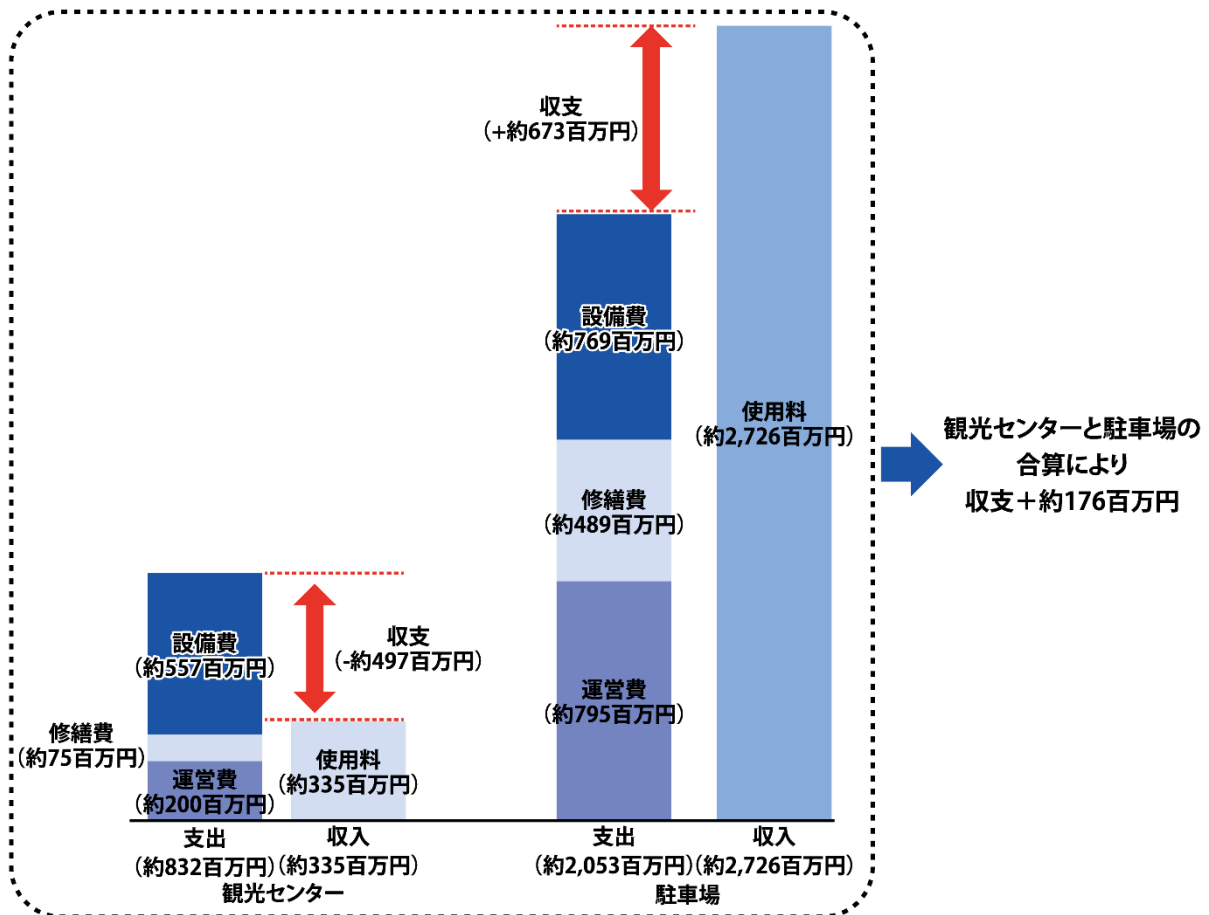 収支
(+約673百万円)
設備費
(約769百万円)
使用料
(約2,726百万円)
修繕費
(約489百万円)
運営費
(約795百万円)
設備費
(約557百万円)
収支
(-約497百万円)
修繕費
(約75百万円)
運営費
(約200百万円)
使用料
(約335百万円)
支出
(約832百万円)
収入
(約335百万円)
観光センター
支出
(約2,053百万円)
収入
(約2,726百万円)
駐車場
観光センターと駐車場の
合算により
収支＋約176百万円